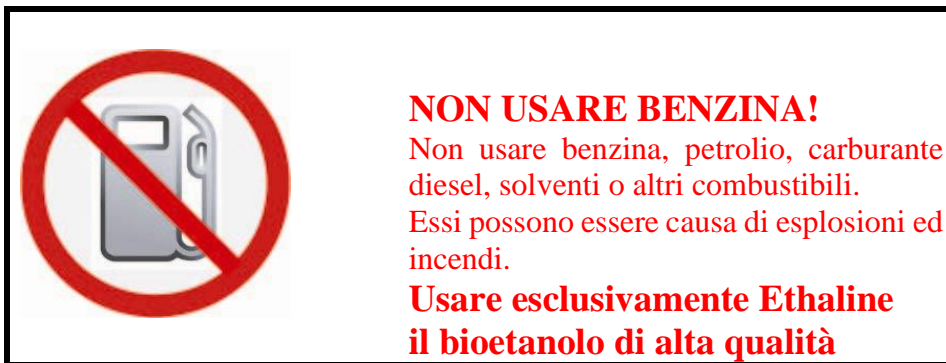 NON USARE BENZINA!
Non usare benzina, petrolio, carburante
diesel, solventi o altri combustibili.
Essi possono essere causa di esplosioni ed
incendi.
Usare esclusivamente Ethaline
il bioetanolo di alta qualità